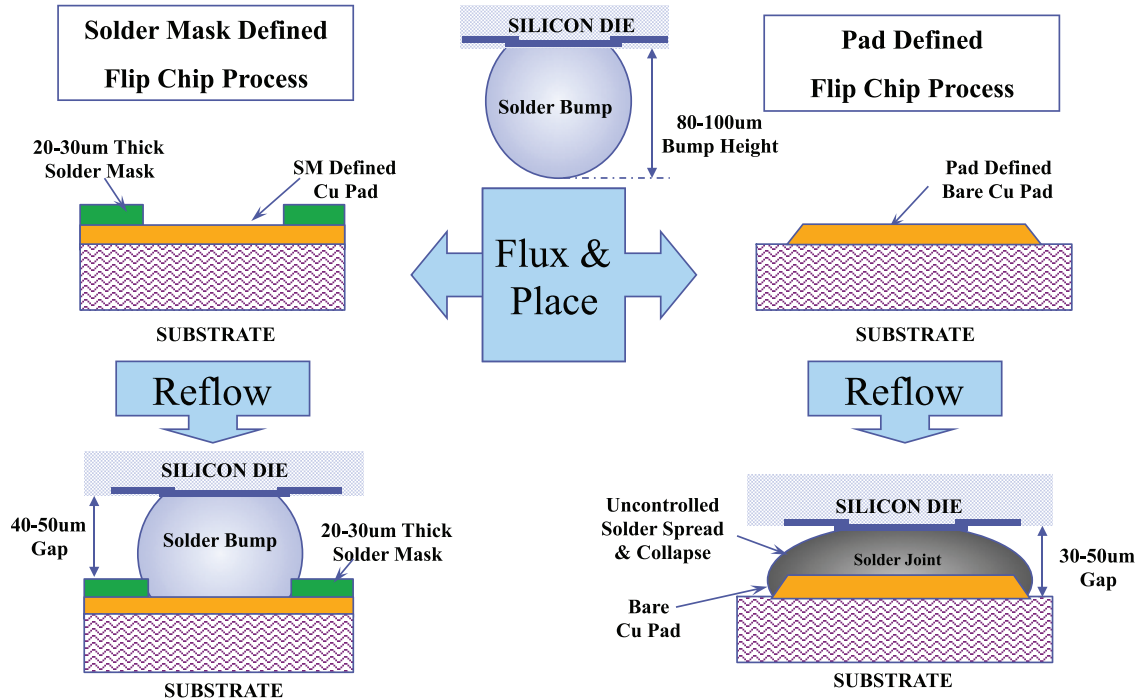 Solder Mask Defined
Flip Chip Process
SILICON DIE
Solder Bump
80-100um
Bump Height
Pad Defined
Flip Chip Process
20-30um Thick
Solder Mask
SM Defined
Cu Pad
SUBSTRATE
Flux &
Place
Pad Defined
Bare Cu Pad
SUBSTRATE
Reflow
Reflow
SILICON DIE
40-50um
Gap
Solder Bump
20-30um Thick
Solder Mask
SUBSTRATE
SILICON DIE
Uncontrolled
Solder Spread
& Collapse
Solder Joint
30-50um
Gap
Bare
Cu Pad
SUBSTRATE